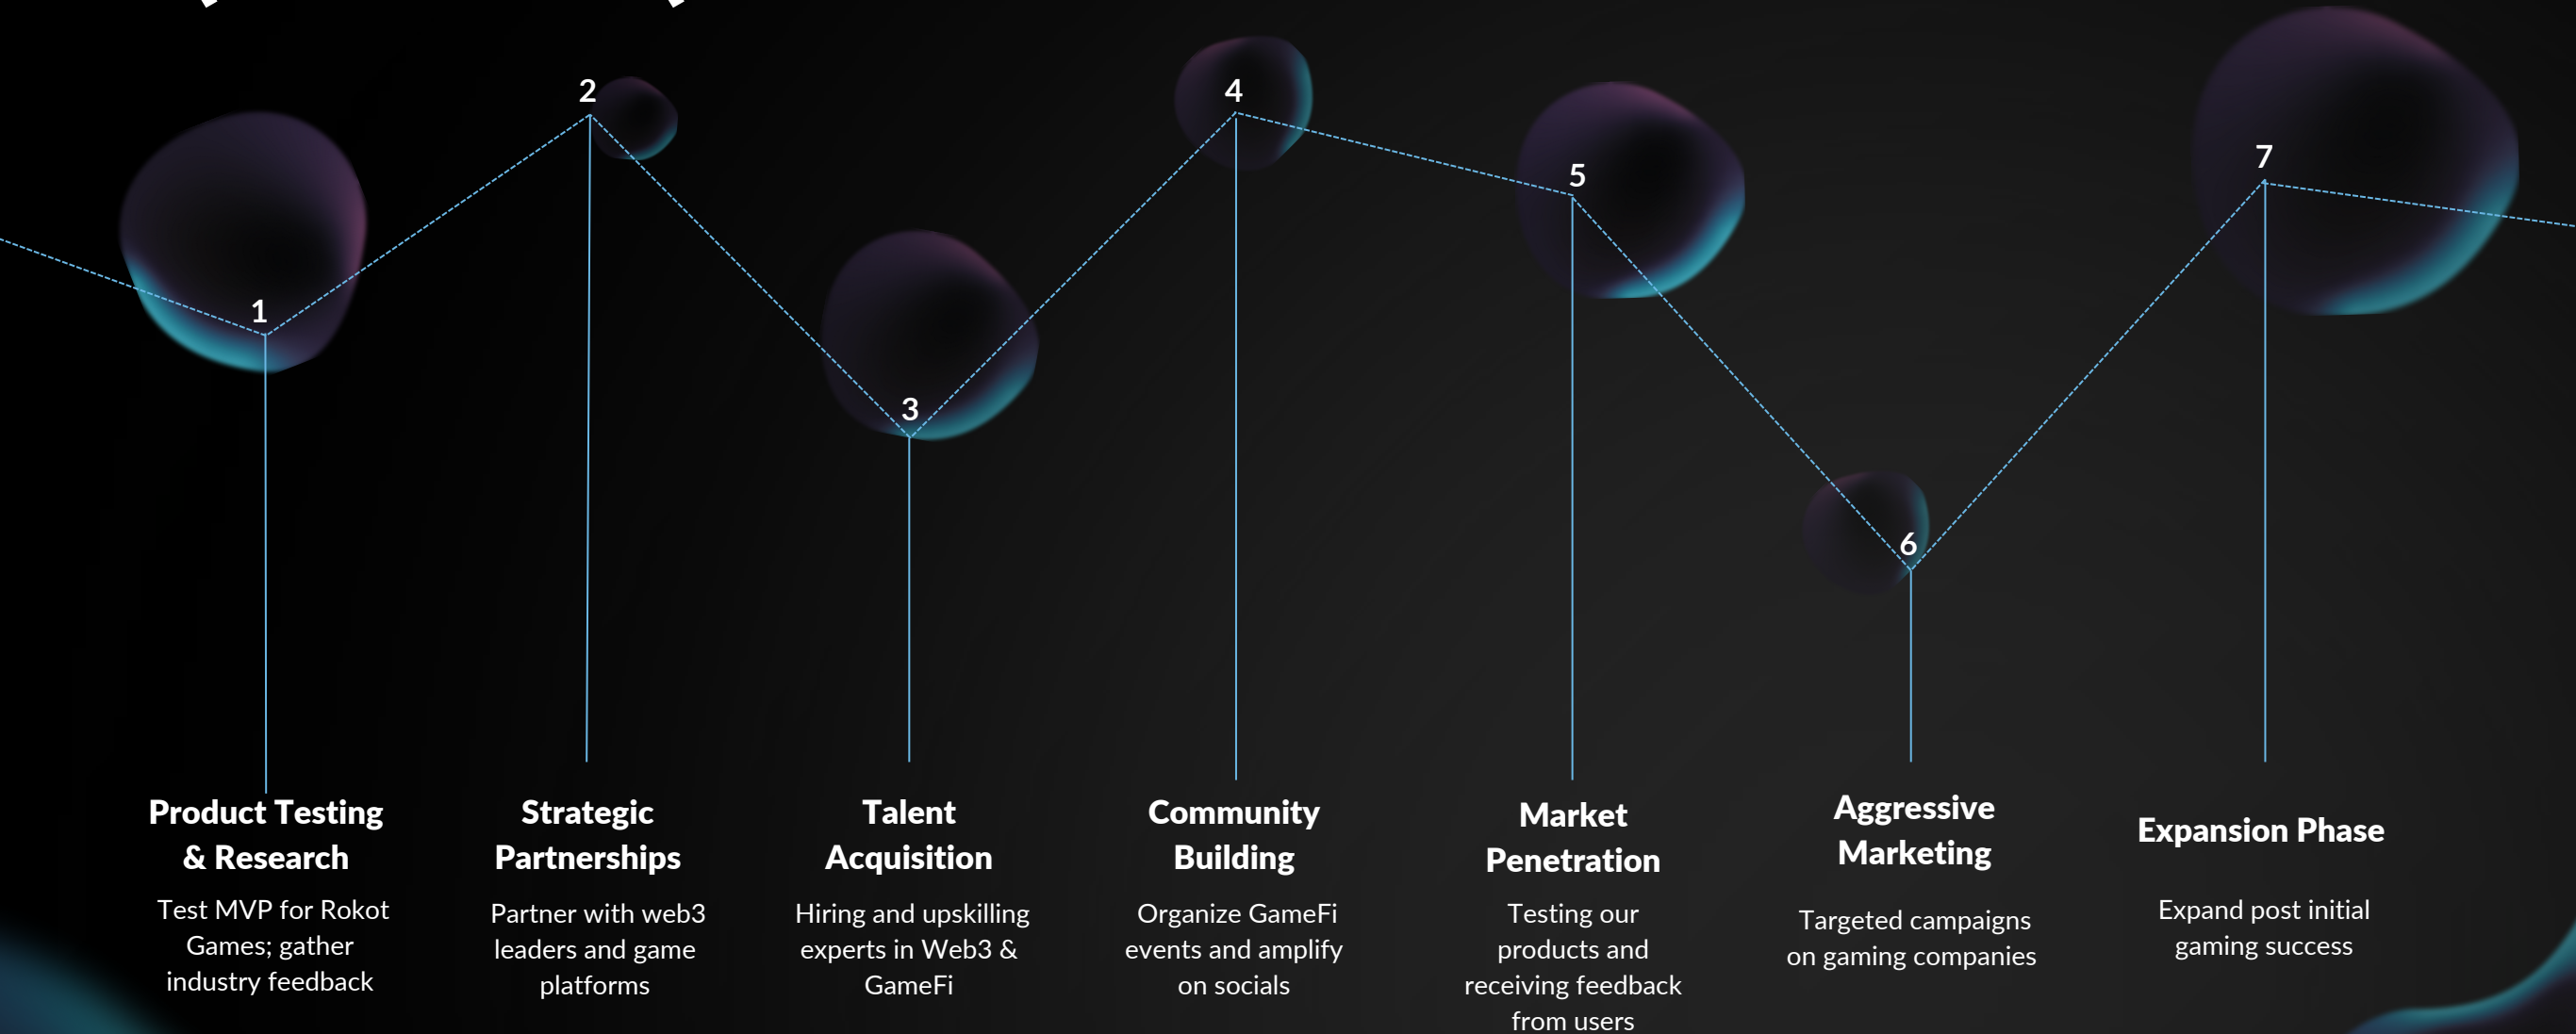 1
Product Testing
& Research
Test MVP for Rokot
Games; gather
industry feedback
2
Strategic
Partnerships
Partner with web3
leaders and game
platforms
3
Talent
Acquisition
Hiring and upskilling
experts in Web3 &
GameFi
4
Community
Building
Organize GameFi
events and amplify
on socials
5
Market
Penetration
Testing our
products and
receiving feedback
from users
6
Aggressive
Marketing
Targeted campaigns
on gaming companies
7
Expansion Phase
Expand post initial
gaming success